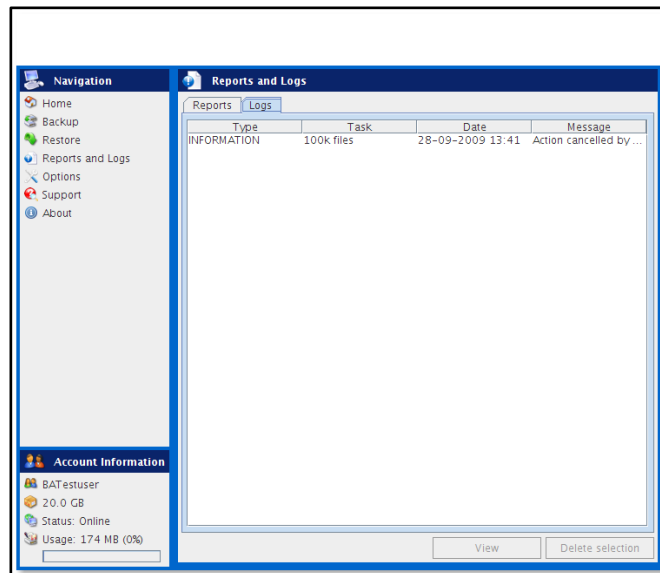 Navigation
Home
Backup
Restore
Reports and Logs
Options
Support
About
Account Information
BATestuser
20.0 GB
Status: Online
Usage: 174 MB (0%)
Reports and Logs
Reports Logs
Type Task Date Message
INFORMATION 100k files 28-09-2009 13:41 Action cancelled by ...
View Delete selection